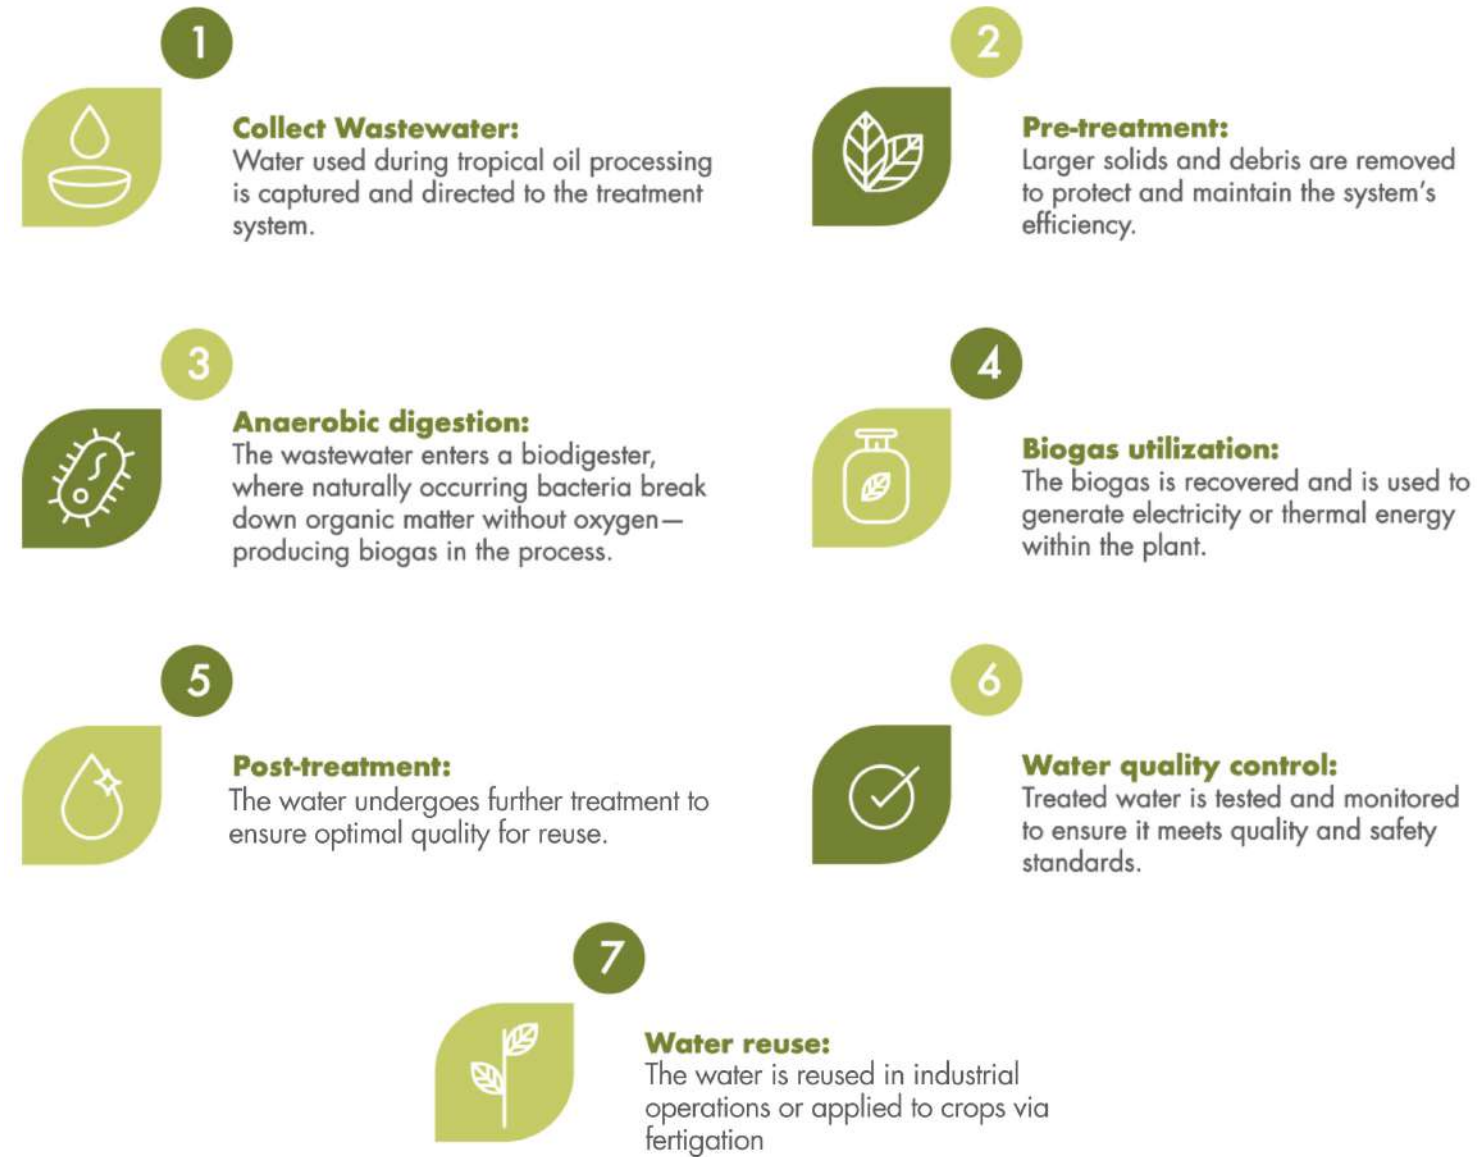 1
Collect Wastewater:
Water used during tropical oil processing
is captured and directed to the treatment
system.
2
Pre-treatment:
Larger solids and debris are removed
to protect and maintain the system's
efficiency.
3
Anaerobic digestion:
The wastewater enters a biodigester,
where naturally occurring bacteria break
down organic matter without oxygen—
producing biogas in the process.
4
Biogas utilization:
The biogas is recovered and is used to
generate electricity or thermal energy
within the plant.
5
Post-treatment:
The water undergoes further treatment to
ensure optimal quality for reuse.
6
Water quality control:
Treated water is tested and monitored
to ensure it meets quality and safety
standards.
7
Water reuse:
The water is reused in industrial
operations or applied to crops via
fertigation